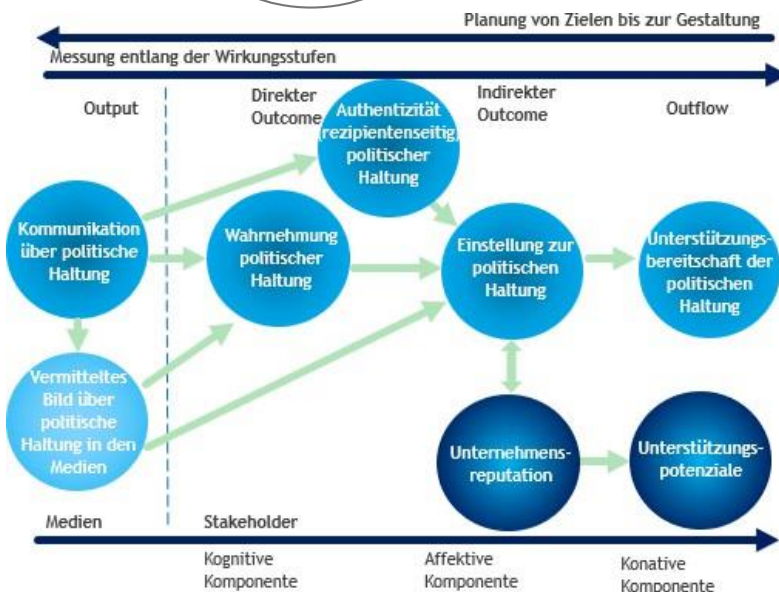 Planung von Zielen bis zur Gestaltung
Messung entlang der Wirkungsstufen
Output
Direkter
Outcome
Indirekter
Outcome
Outflow
Authentizität
(rezipientenseitig)
politischer
Haltung
Kommunikation
über politische
Haltung
Wahrnehmung
politischer
Haltung
Einstellung zur
politischen
Haltung
Unterstützungs-
bereitschaft der
politischen
Haltung
Vermitteltes
Bild über
politische
Haltung in den
Medien
Unternehmens-
reputation
Unterstützungs-
potenziale
Medien
Stakeholder
Kognitive
Komponente
Affektive
Komponente
Konative
Komponente